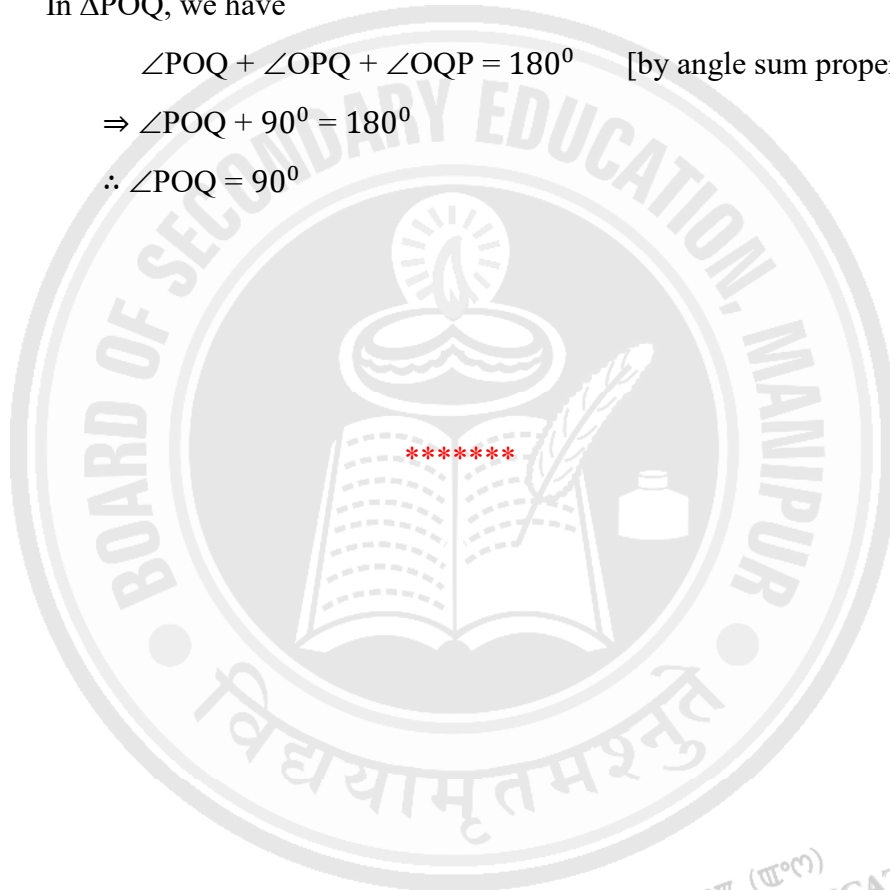 In ΔPOQ, we have
∠POQ + ∠OPQ + ∠OQP = 180⁰ [by angle sum proper
⇒ ∠POQ + 90⁰ = 180⁰
∴ ∠POQ = 90⁰
*******
BOARD OF SECONDARY EDUCATION, MANIPUR
विद्ययामृतमश्नुते